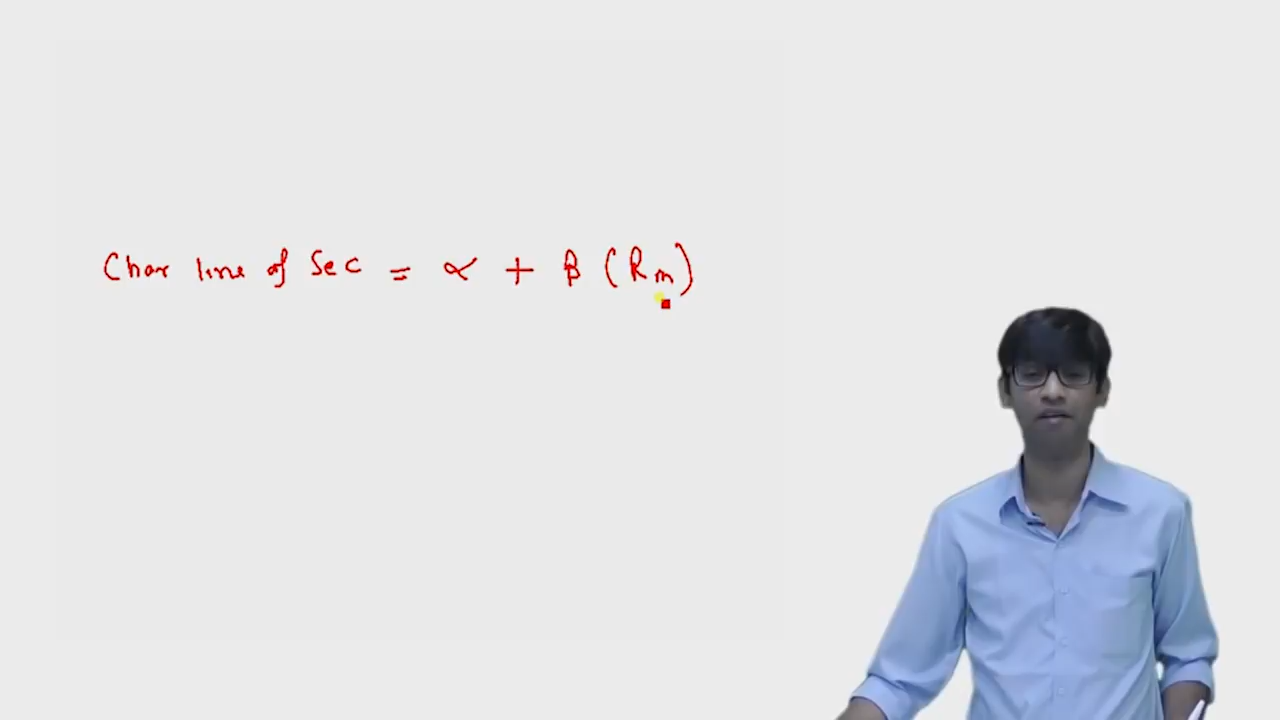 Char line of Sec = α + β (Rm)